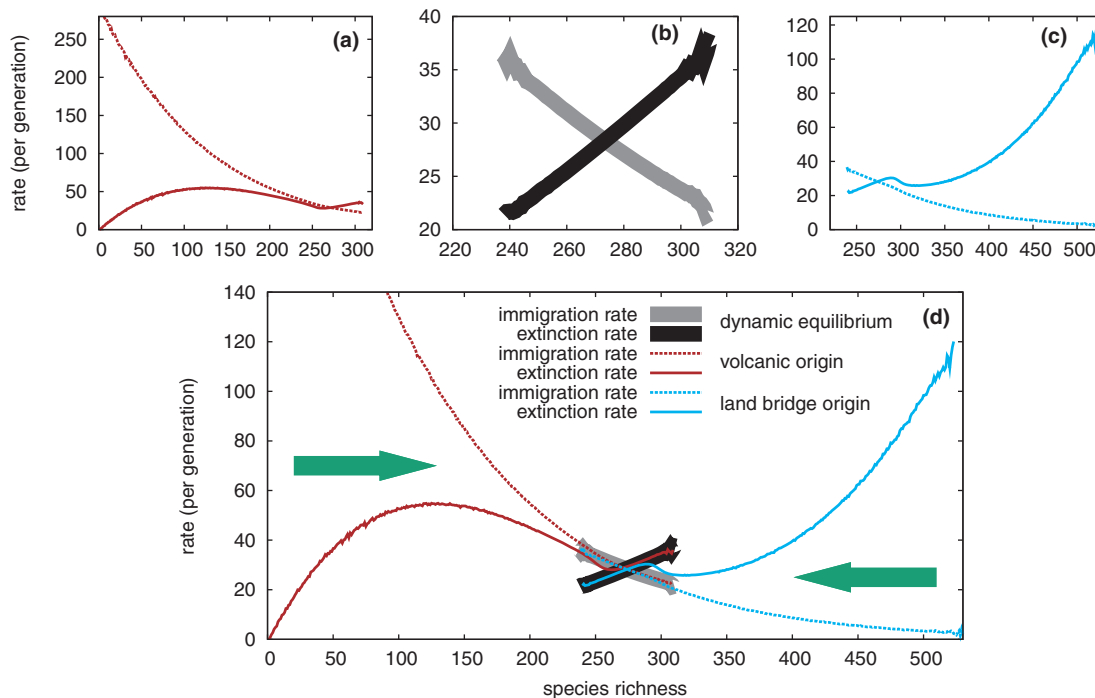 (a)
rate (per generation)
250
200
150
100
50
0
0 50 100 150 200 250 300
(b)
40
35
30
25
20
220 240 260 280 300 320
(c)
120
100
80
60
40
20
0
250 300 350 400 450 500
(d)
rate (per generation)
140
120
100
80
60
40
20
0
immigration rate
extinction rate
dynamic equilibrium
immigration rate
extinction rate
volcanic origin
immigration rate
extinction rate
land bridge origin
0 50 100 150 200 250 300 350 400 450 500
species richness